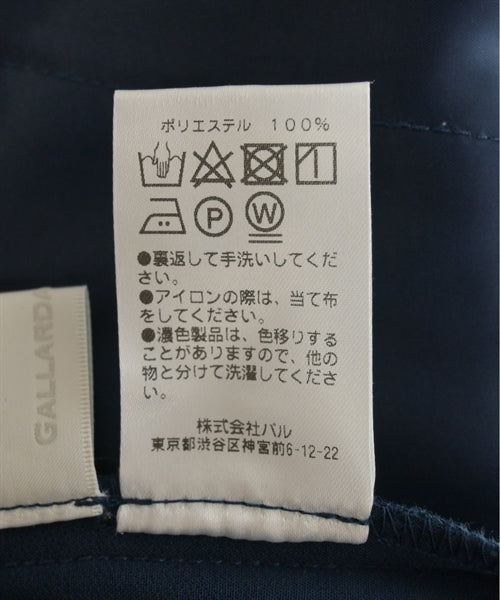 ポリエステル 100%
P W
●裏返して手洗いしてくだ
さい。
●アイロンの際は、当て布
をしてください。
●濃色製品は、色移りする
ことがありますので、他の
物と分けて洗濯してくださ
い。
株式会社パル
東京都渋谷区神宮前6-12-22
GALLARDA